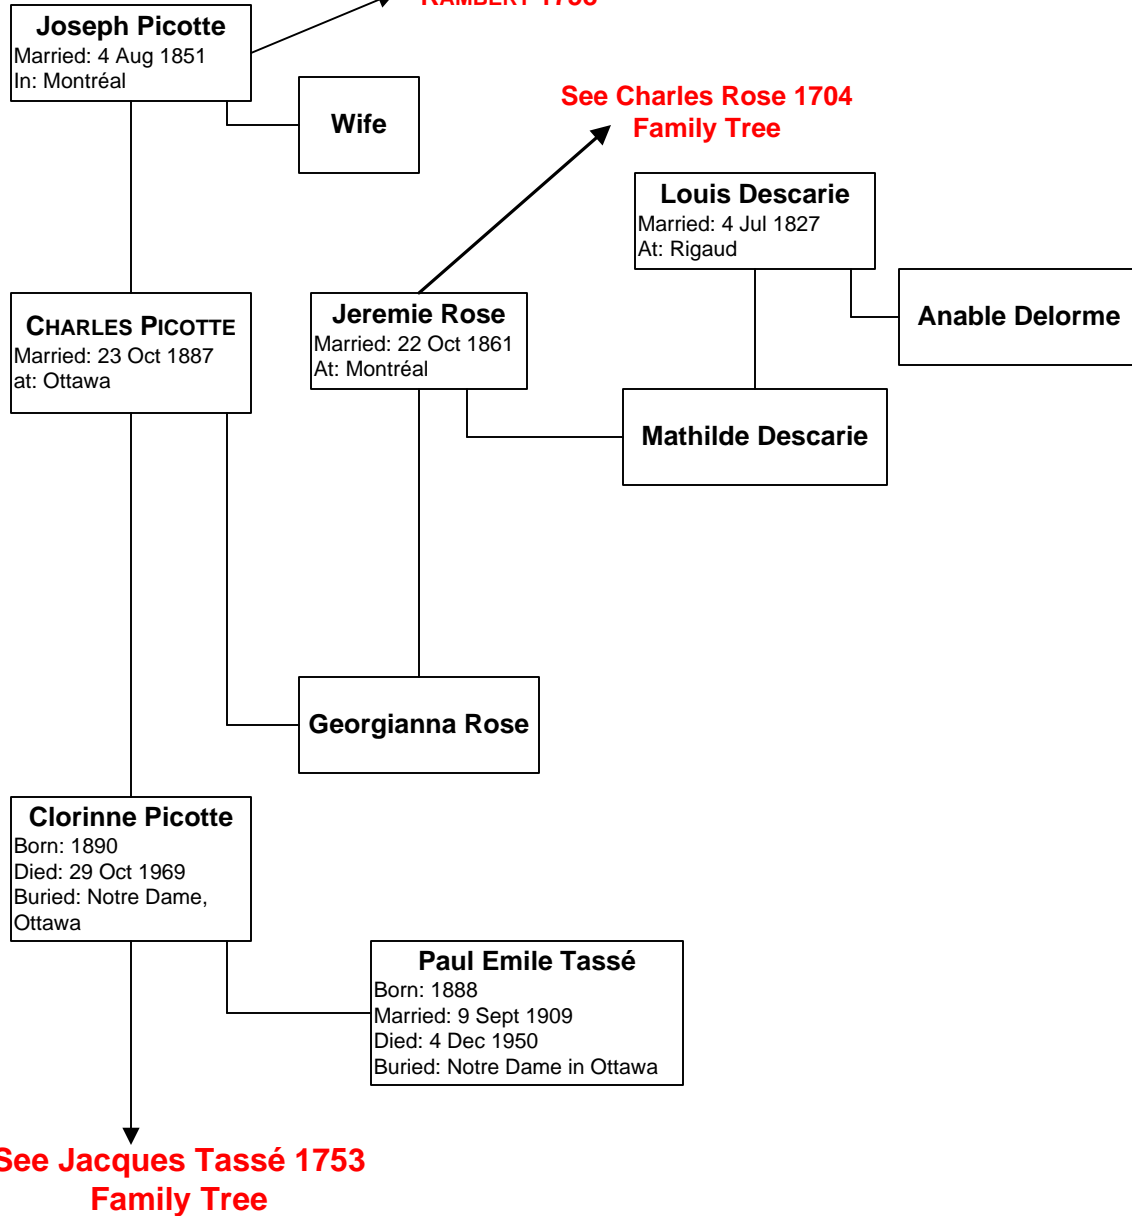 Joseph Picotte
Married: 4 Aug 1851
In: Montréal
Wife
See Charles Rose 1704
Family Tree
Louis Descarie
Married: 4 Jul 1827
At: Rigaud
Anable Delorme
CHARLES PICOTTE
Married: 23 Oct 1887
at: Ottawa
Jeremie Rose
Married: 22 Oct 1861
At: Montréal
Mathilde Descarie
Georgianna Rose
Clorinne Picotte
Born: 1890
Died: 29 Oct 1969
Buried: Notre Dame,
Ottawa
Paul Emile Tassé
Born: 1888
Married: 9 Sept 1909
Died: 4 Dec 1950
Buried: Notre Dame in Ottawa
See Jacques Tassé 1753
Family Tree